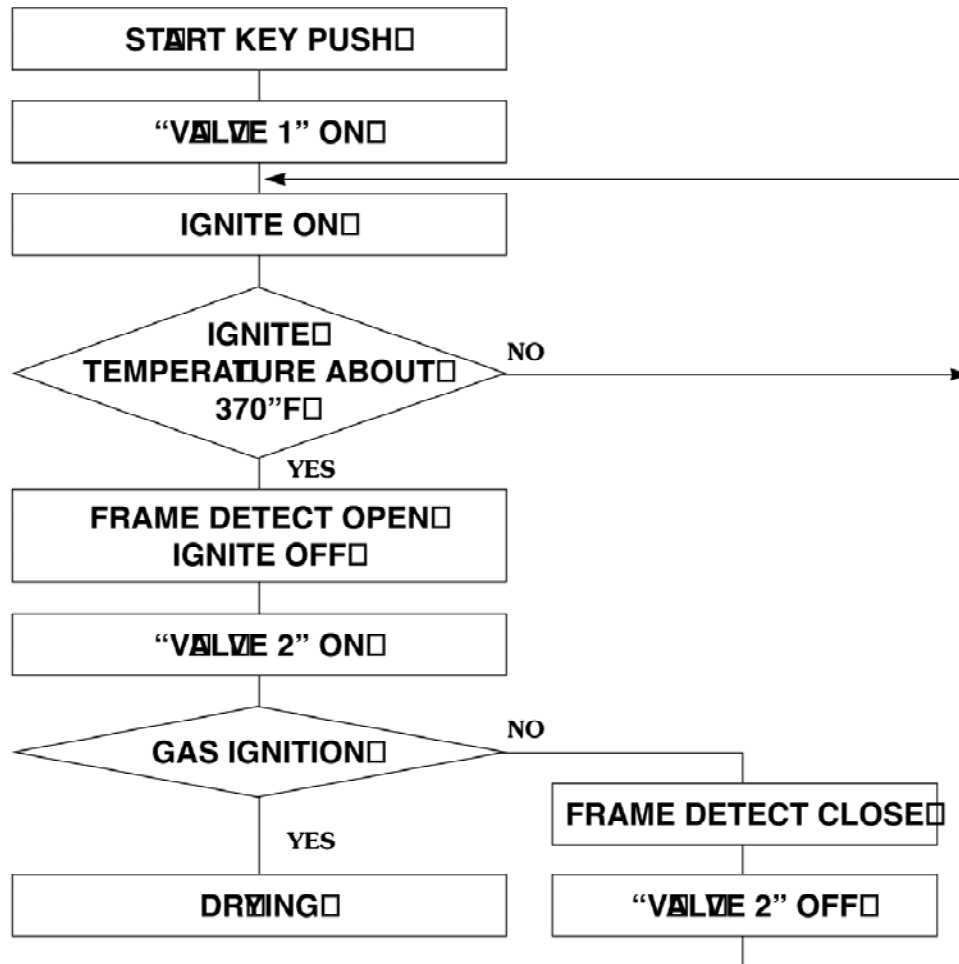 START KEY PUSH
“VALVE 1” ON
IGNITE ON
IGNITE
TEMPERATURE ABOUT
370”F
NO
YES
FRAME DETECT OPEN
IGNITE OFF
“VALVE 2” ON
GAS IGNITION
NO
YES
FRAME DETECT CLOSE
DRYING
“VALVE 2” OFF